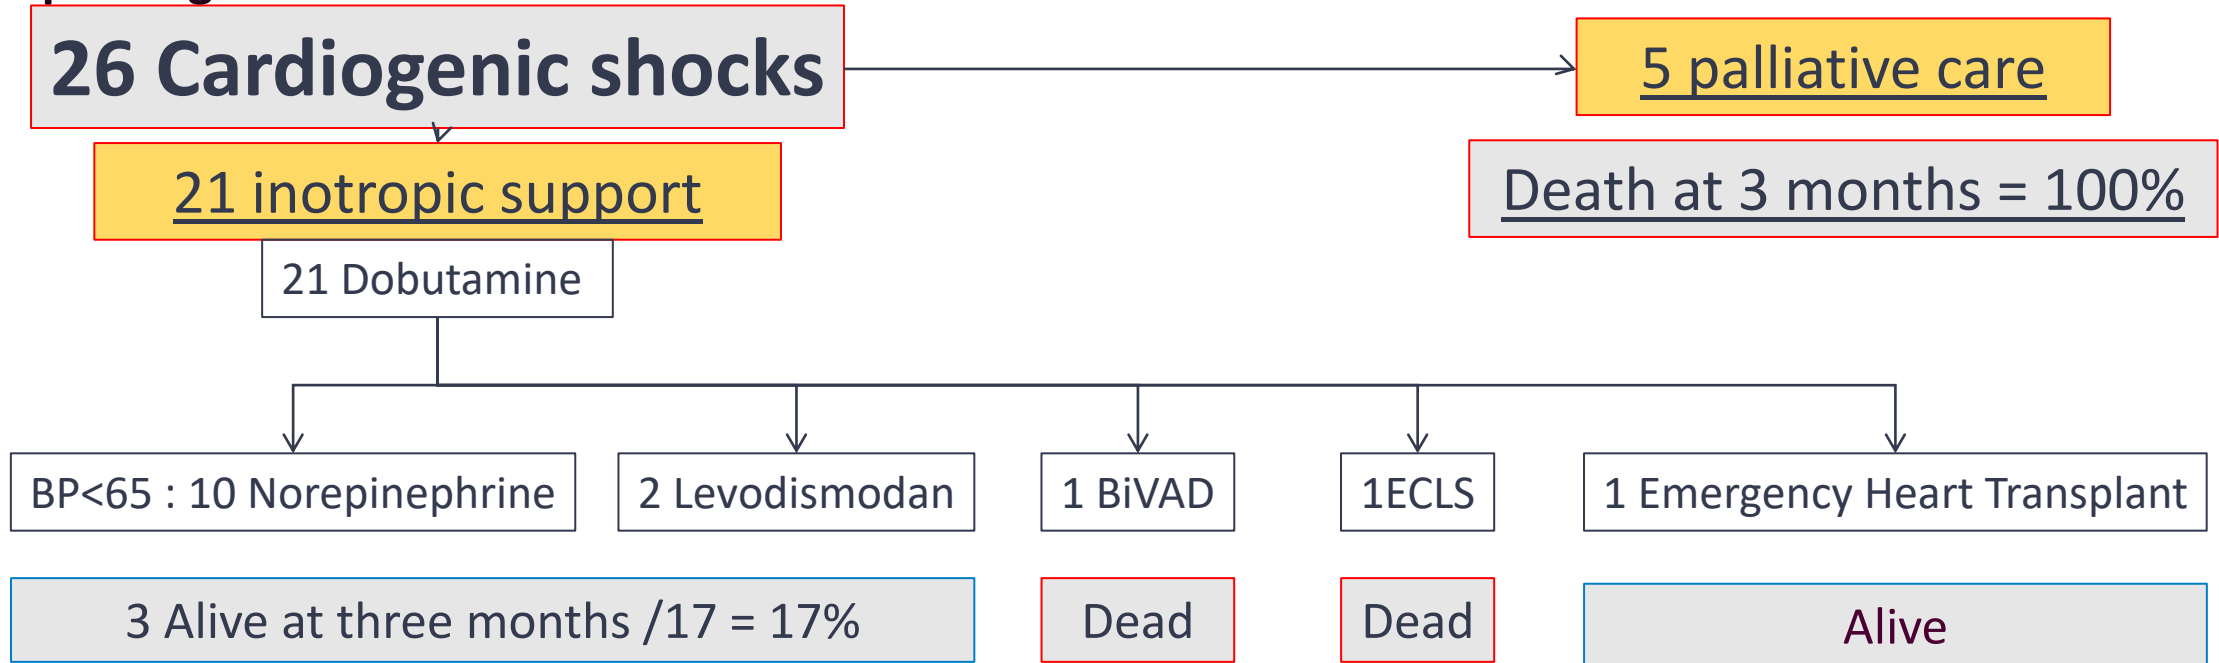 26 Cardiogenic shocks
5 palliative care
21 inotropic support
Death at 3 months = 100%
21 Dobutamine
BP<65 : 10 Norepinephrine
2 Levodismodan
1 BiVAD
1ECLS
1 Emergency Heart Transplant
3 Alive at three months /17 = 17%
Dead
Dead
Alive